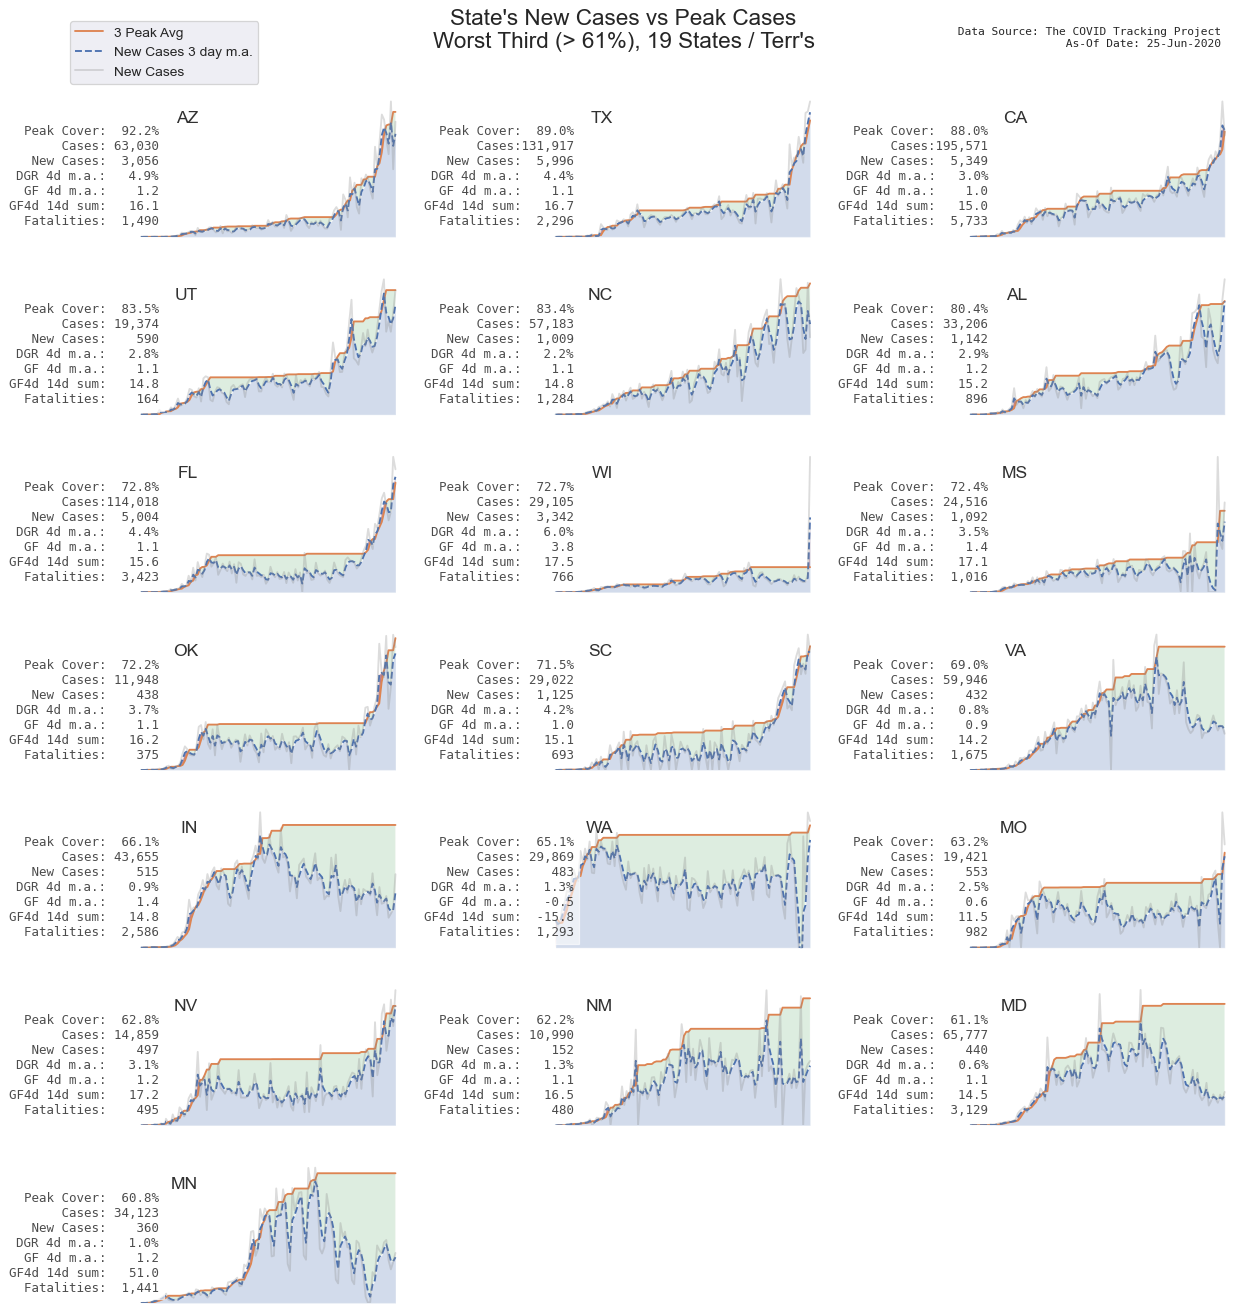 State's New Cases vs Peak Cases
Worst Third (> 61%), 19 States / Terr's
3 Peak Avg
New Cases 3 day m.a.
New Cases
Data Source: The COVID Tracking Project
As-Of Date: 25-Jun-2020
AZ
Peak Cover: 92.2%
Cases: 63,030
New Cases: 3,056
DGR 4d m.a.: 4.9%
GF 4d m.a.: 1.2
GF4d 14d sum: 16.1
Fatalities: 1,490
TX
Peak Cover: 89.0%
Cases:131,917
New Cases: 5,996
DGR 4d m.a.: 4.4%
GF 4d m.a.: 1.1
GF4d 14d sum: 16.7
Fatalities: 2,296
CA
Peak Cover: 88.0%
Cases:195,571
New Cases: 5,349
DGR 4d m.a.: 3.0%
GF 4d m.a.: 1.0
GF4d 14d sum: 15.0
Fatalities: 5,733
UT
Peak Cover: 83.5%
Cases: 19,374
New Cases: 590
DGR 4d m.a.: 2.8%
GF 4d m.a.: 1.1
GF4d 14d sum: 14.8
Fatalities: 164
NC
Peak Cover: 83.4%
Cases: 57,183
New Cases: 1,009
DGR 4d m.a.: 2.2%
GF 4d m.a.: 1.1
GF4d 14d sum: 14.8
Fatalities: 1,284
AL
Peak Cover: 80.4%
Cases: 33,206
New Cases: 1,142
DGR 4d m.a.: 2.9%
GF 4d m.a.: 1.2
GF4d 14d sum: 15.2
Fatalities: 896
FL
Peak Cover: 72.8%
Cases:114,018
New Cases: 5,004
DGR 4d m.a.: 4.4%
GF 4d m.a.: 1.1
GF4d 14d sum: 15.6
Fatalities: 3,423
WI
Peak Cover: 72.7%
Cases: 29,105
New Cases: 3,342
DGR 4d m.a.: 6.0%
GF 4d m.a.: 3.8
GF4d 14d sum: 17.5
Fatalities: 766
MS
Peak Cover: 72.4%
Cases: 24,516
New Cases: 1,092
DGR 4d m.a.: 3.5%
GF 4d m.a.: 1.4
GF4d 14d sum: 17.1
Fatalities: 1,016
OK
Peak Cover: 72.2%
Cases: 11,948
New Cases: 438
DGR 4d m.a.: 3.7%
GF 4d m.a.: 1.1
GF4d 14d sum: 16.2
Fatalities: 375
SC
Peak Cover: 71.5%
Cases: 29,022
New Cases: 1,125
DGR 4d m.a.: 4.2%
GF 4d m.a.: 1.0
GF4d 14d sum: 15.1
Fatalities: 693
VA
Peak Cover: 69.0%
Cases: 59,946
New Cases: 432
DGR 4d m.a.: 0.8%
GF 4d m.a.: 0.9
GF4d 14d sum: 14.2
Fatalities: 1,675
IN
Peak Cover: 66.1%
Cases: 43,655
New Cases: 515
DGR 4d m.a.: 0.9%
GF 4d m.a.: 1.4
GF4d 14d sum: 14.8
Fatalities: 2,586
WA
Peak Cover: 65.1%
Cases: 29,869
New Cases: 483
DGR 4d m.a.: 1.3%
GF 4d m.a.: -0.5
GF4d 14d sum: -15.8
Fatalities: 1,293
MO
Peak Cover: 63.2%
Cases: 19,421
New Cases: 553
DGR 4d m.a.: 2.5%
GF 4d m.a.: 0.6
GF4d 14d sum: 11.5
Fatalities: 982
NV
Peak Cover: 62.8%
Cases: 14,859
New Cases: 497
DGR 4d m.a.: 3.1%
GF 4d m.a.: 1.2
GF4d 14d sum: 17.2
Fatalities: 495
NM
Peak Cover: 62.2%
Cases: 10,990
New Cases: 152
DGR 4d m.a.: 1.3%
GF 4d m.a.: 1.1
GF4d 14d sum: 16.5
Fatalities: 480
MD
Peak Cover: 61.1%
Cases: 65,777
New Cases: 440
DGR 4d m.a.: 0.6%
GF 4d m.a.: 1.1
GF4d 14d sum: 14.5
Fatalities: 3,129
MN
Peak Cover: 60.8%
Cases: 34,123
New Cases: 360
DGR 4d m.a.: 1.0%
GF 4d m.a.: 1.2
GF4d 14d sum: 51.0
Fatalities: 1,441